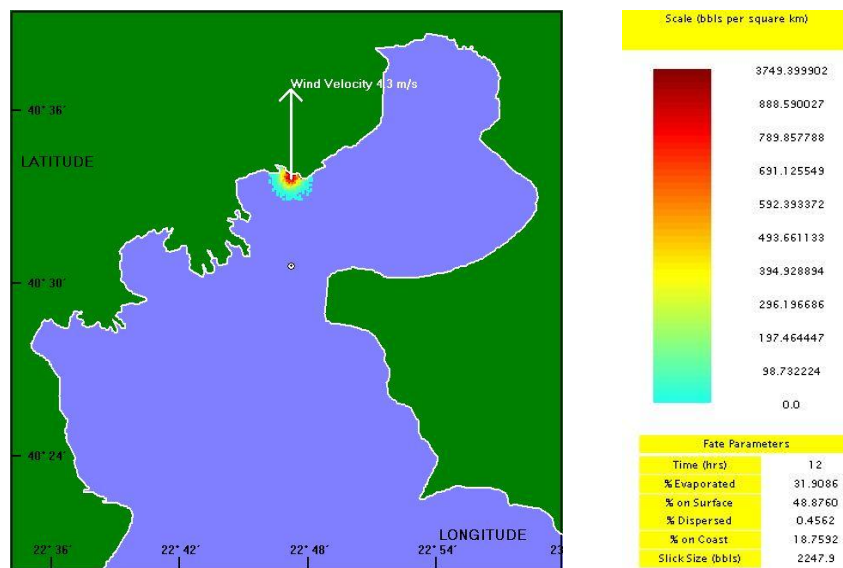 Scale (bbls per square km)
Wind Velocity 4.3 m/s
3749.399902
888.590027
40° 36´
789.857788
LATITUDE
691.125549
592.393372
493.661133
40° 30´
394.928894
296.196686
197.464447
98.732224
0.0
Fate Parameters
40° 24´
Time (hrs) 12
% Evaporated 31.9086
% on Surface 48.8760
% Dispersed 0.4562
LONGITUDE
% on Coast 18.7592
22° 36´ 22° 42´ 22° 48´ 22° 54´ 23
Slick Size (bbls) 2247.9